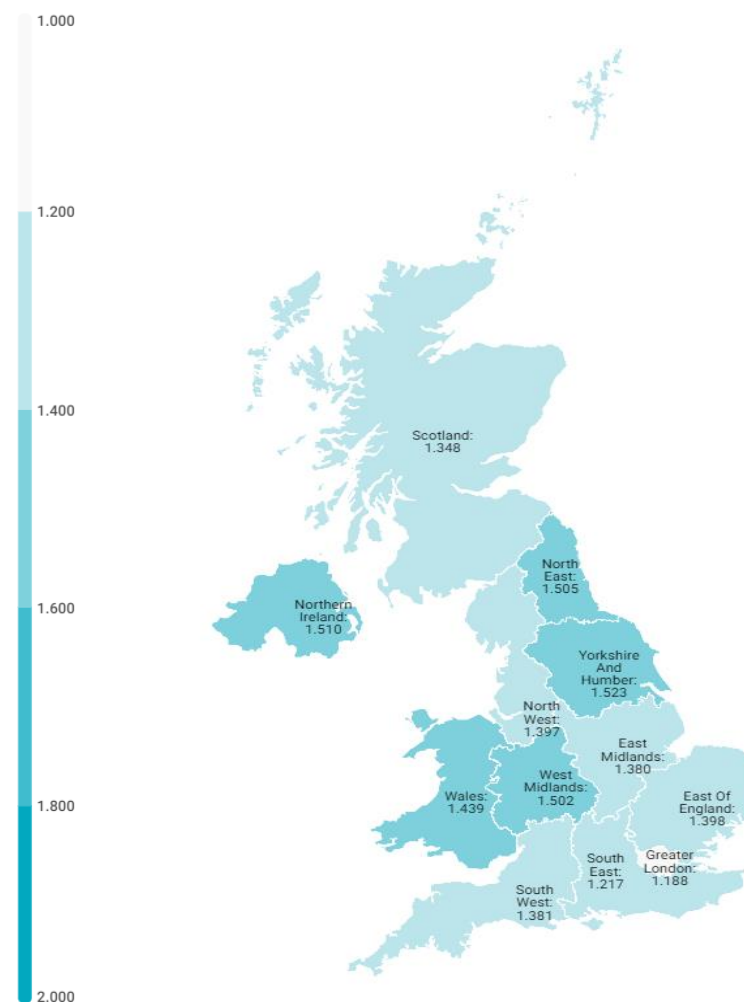 1.000
1.200
1.400
1.600
1.800
2.000
Scotland:
1.348
North
East:
1.505
Northern
Ireland:
1.510
Yorkshire
And
Humber:
1.523
North
West:
1.397
East
Midlands:
1.380
West
Midlands:
1.502
Wales:
1.439
East Of
England:
1.398
Greater
London:
1.188
South
East:
1.217
South
West:
1.381